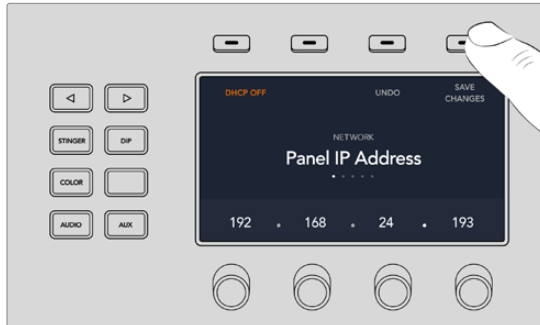 DHCP OFF
UNDO
SAVE
CHANGES
NETWORK
Panel IP Address
192 . 168 . 24 . 193
STINGER
DIP
COLOR
AUDIO
AUX